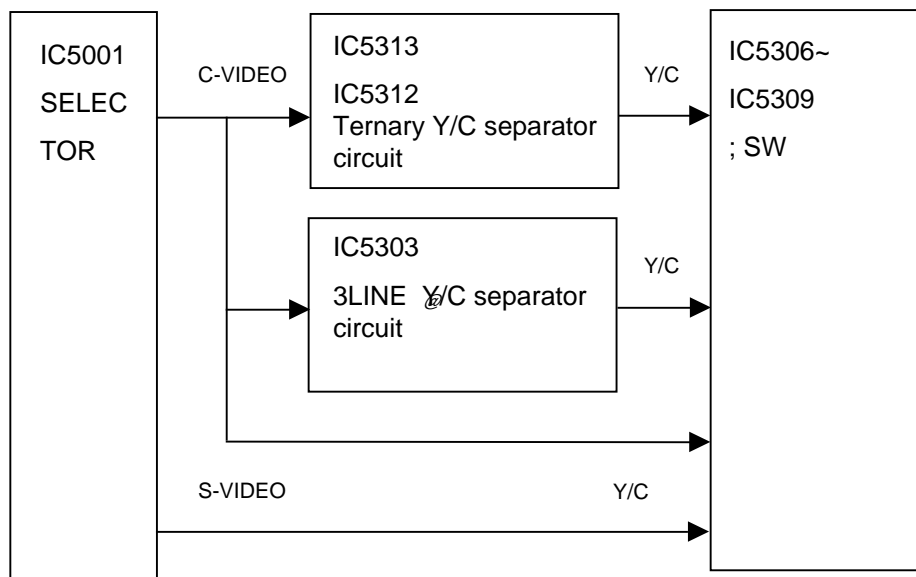 IC5001
SELEC
TOR
C-VIDEO
IC5313
IC5312
Ternary Y/C separator
circuit
Y/C
IC5306~
IC5309
; SW
IC5303
3LINE @Y/C separator
circuit
Y/C
S-VIDEO
Y/C